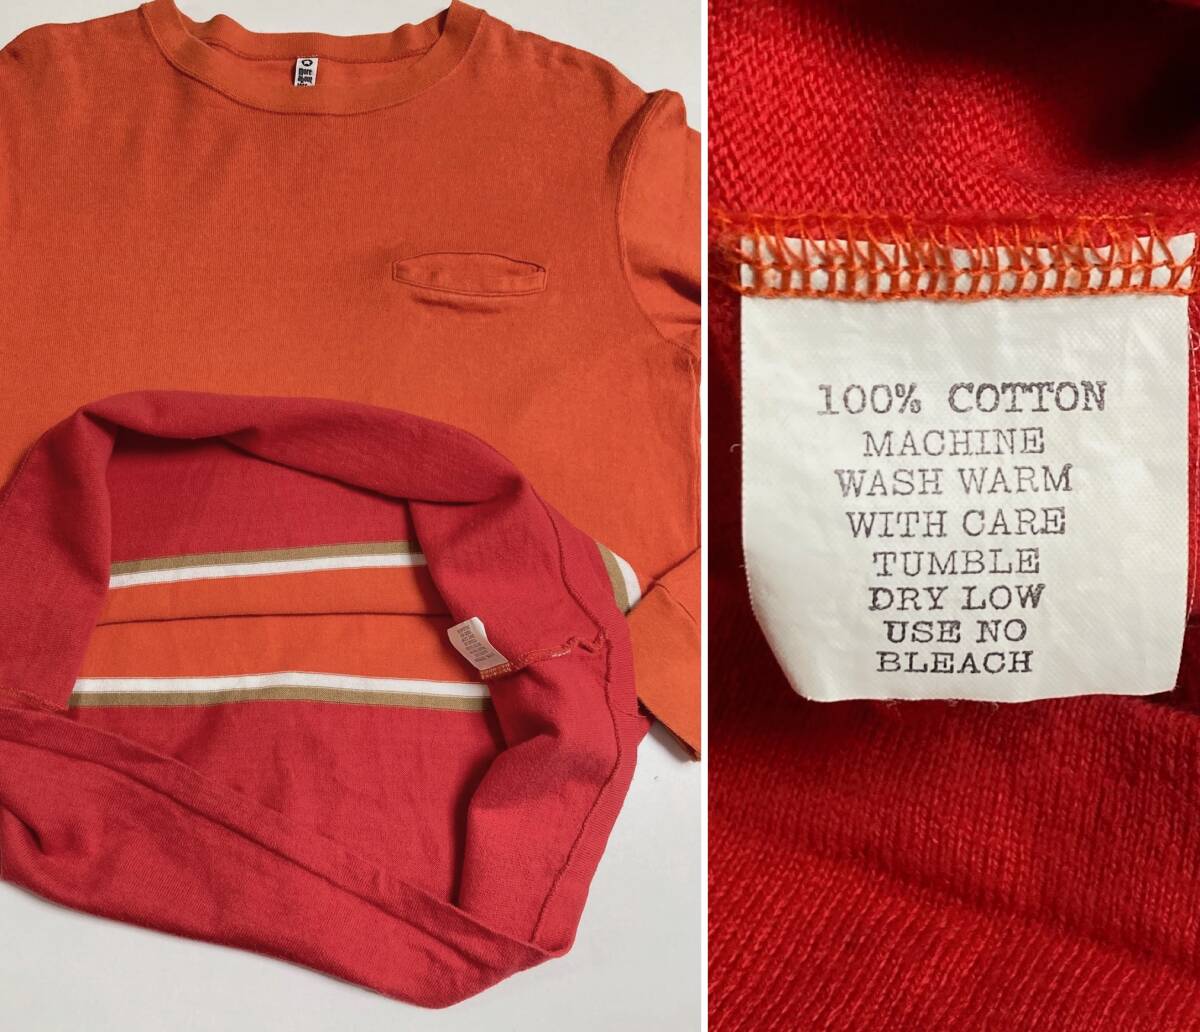 100% COTTON
MACHINE
WASH WARM
WITH CARE
TUMBLE
DRY LOW
USE NO
BLEACH